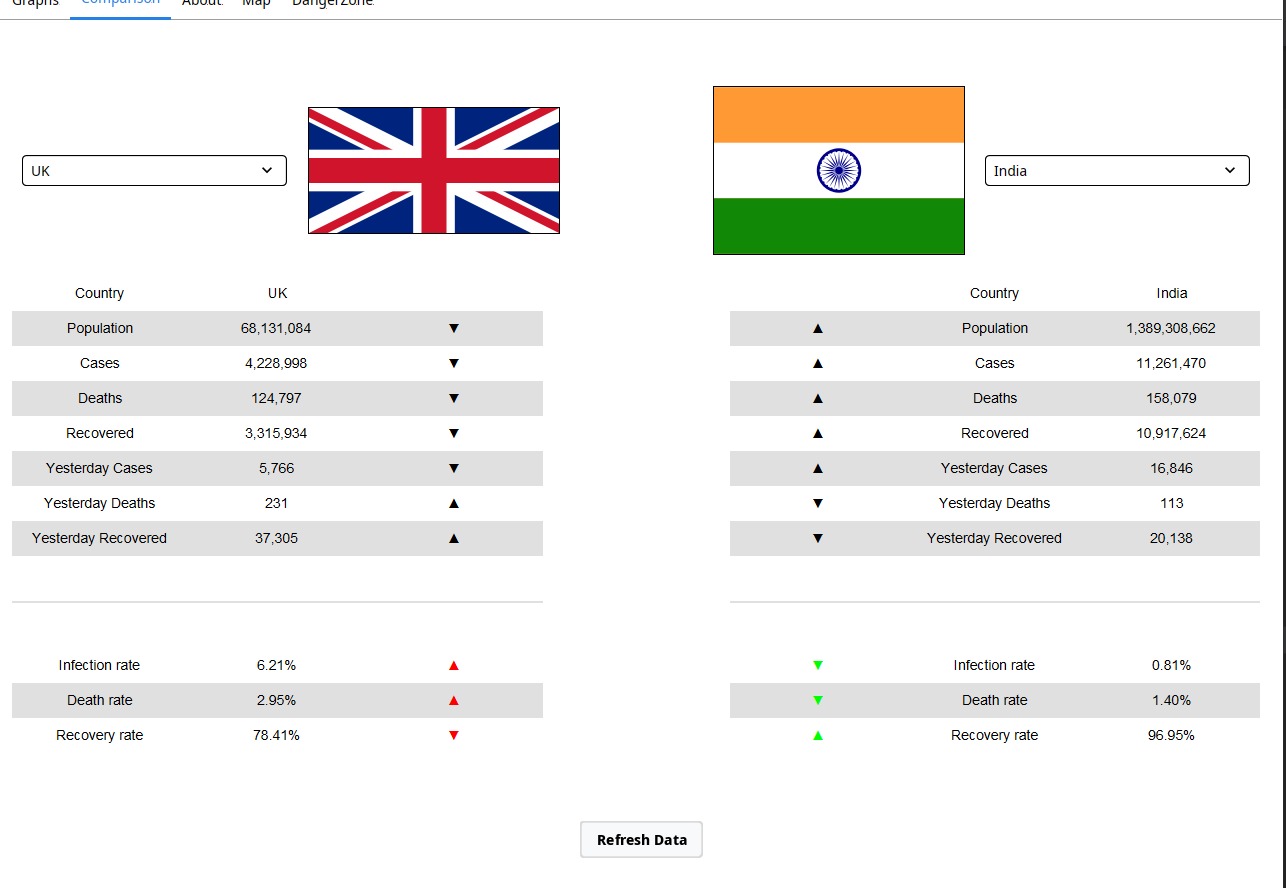 Graphs Comparison About Map DangerZone
UK
India
Country UK
Population 68,131,084 ▼
Cases 4,228,998 ▼
Deaths 124,797 ▼
Recovered 3,315,934 ▼
Yesterday Cases 5,766 ▼
Yesterday Deaths 231 ▲
Yesterday Recovered 37,305 ▲
Infection rate 6.21% ▲
Death rate 2.95% ▲
Recovery rate 78.41% ▼
Country India
▲ Population 1,389,308,662
▲ Cases 11,261,470
▲ Deaths 158,079
▲ Recovered 10,917,624
▲ Yesterday Cases 16,846
▼ Yesterday Deaths 113
▼ Yesterday Recovered 20,138
▼ Infection rate 0.81%
▼ Death rate 1.40%
▲ Recovery rate 96.95%
Refresh Data